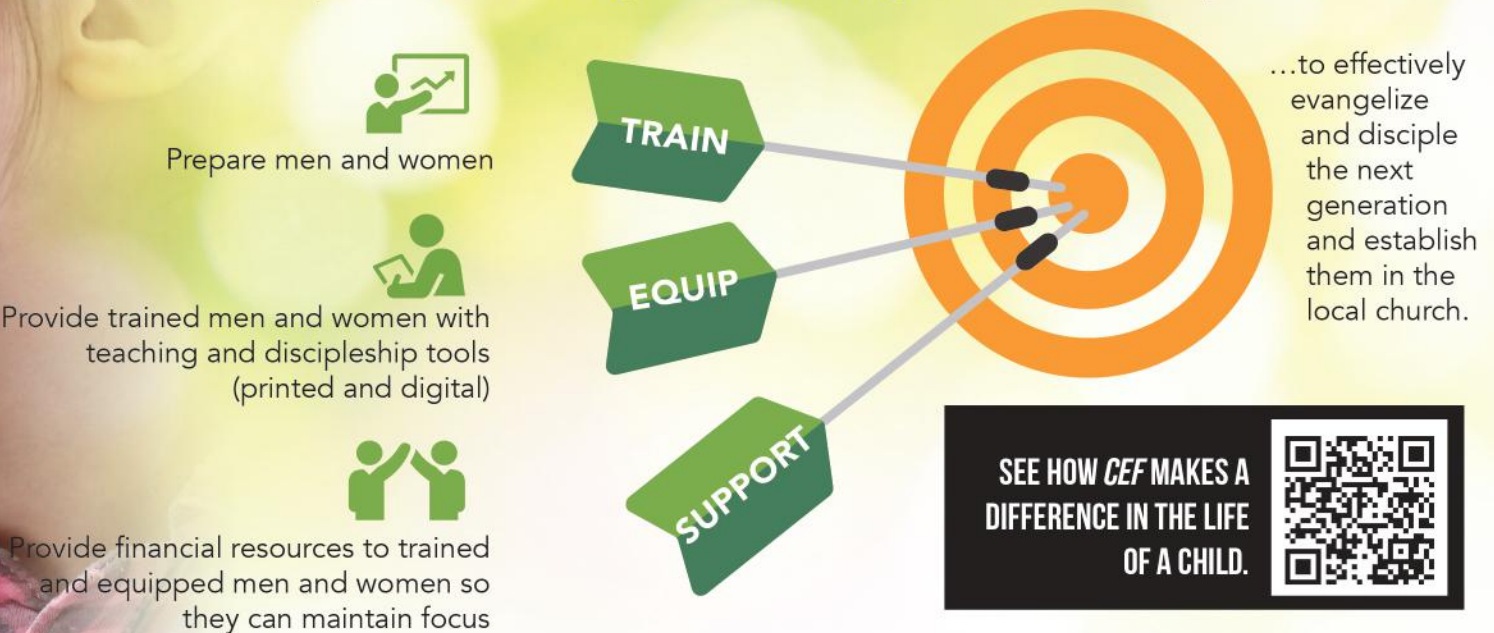 Prepare men and women
TRAIN
Provide trained men and women with
teaching and discipleship tools
(printed and digital)
EQUIP
Provide financial resources to trained
and equipped men and women so
they can maintain focus
SUPPORT
…to effectively
evangelize
and disciple
the next
generation
and establish
them in the
local church.
SEE HOW CEF MAKES A
DIFFERENCE IN THE LIFE
OF A CHILD.